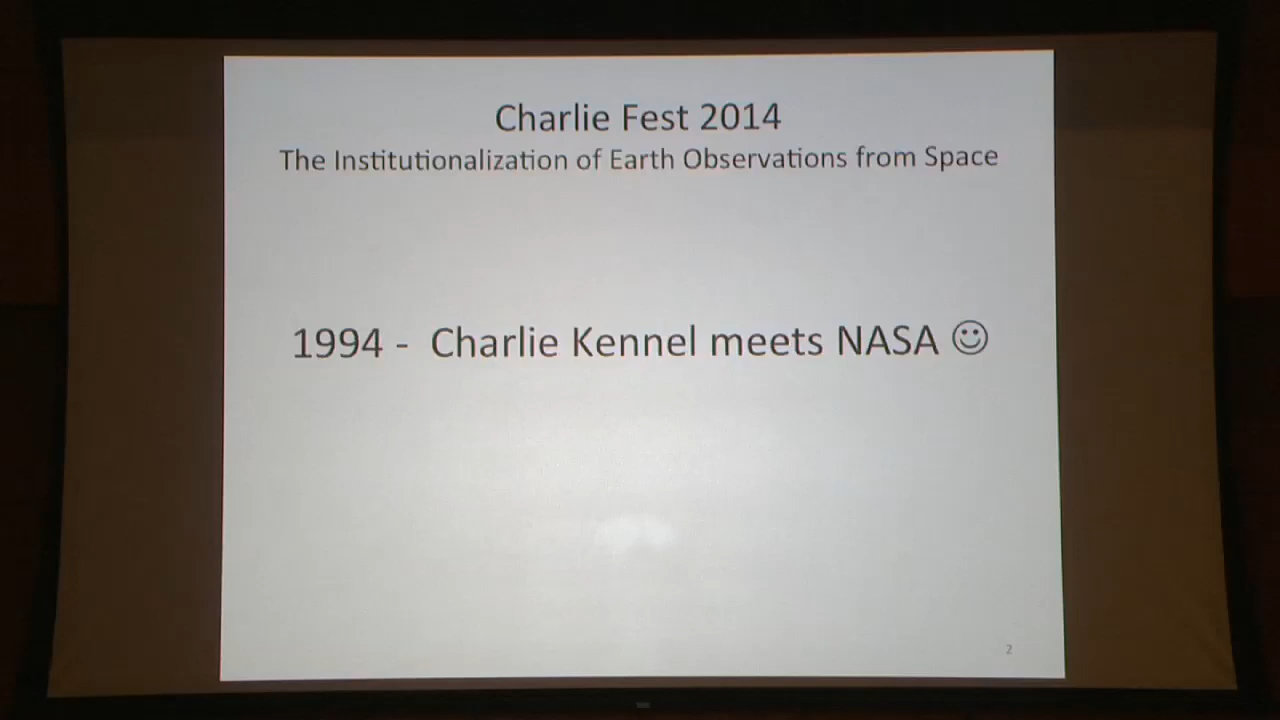 Charlie Fest 2014
The Institutionalization of Earth Observations from Space
1994 - Charlie Kennel meets NASA ☺
2